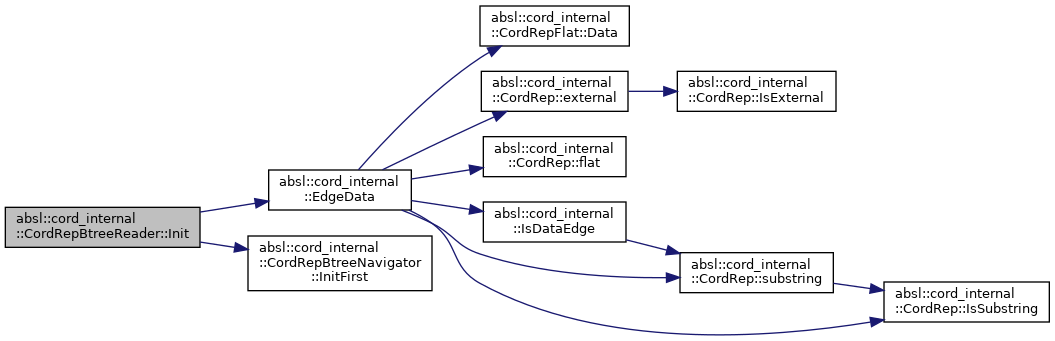 absl::cord_internal
::CordRepBtreeReader::Init
absl::cord_internal
::EdgeData
absl::cord_internal
::CordRepBtreeNavigator
::InitFirst
absl::cord_internal
::CordRepFlat::Data
absl::cord_internal
::CordRep::external
absl::cord_internal
::CordRep::flat
absl::cord_internal
::IsDataEdge
absl::cord_internal
::CordRep::IsExternal
absl::cord_internal
::CordRep::substring
absl::cord_internal
::CordRep::IsSubstring